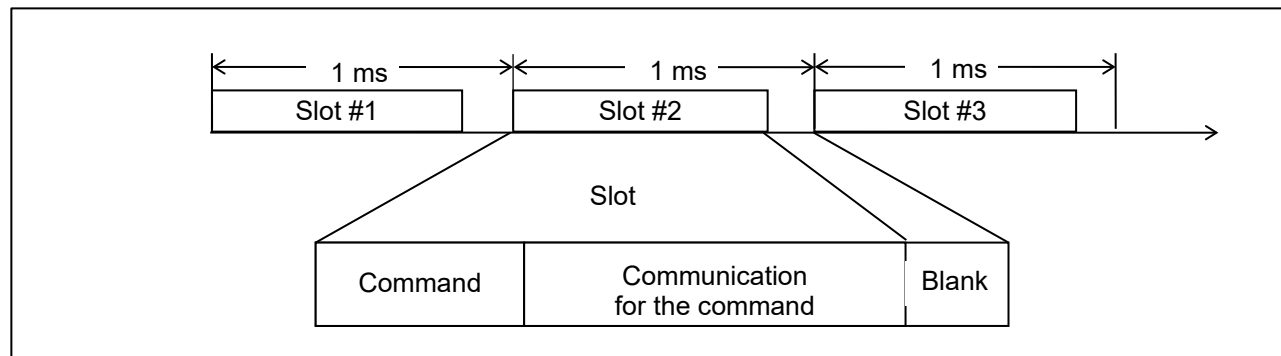 1 ms 1 ms 1 ms
Slot #1 Slot #2 Slot #3
Slot
Command Communication for the command Blank